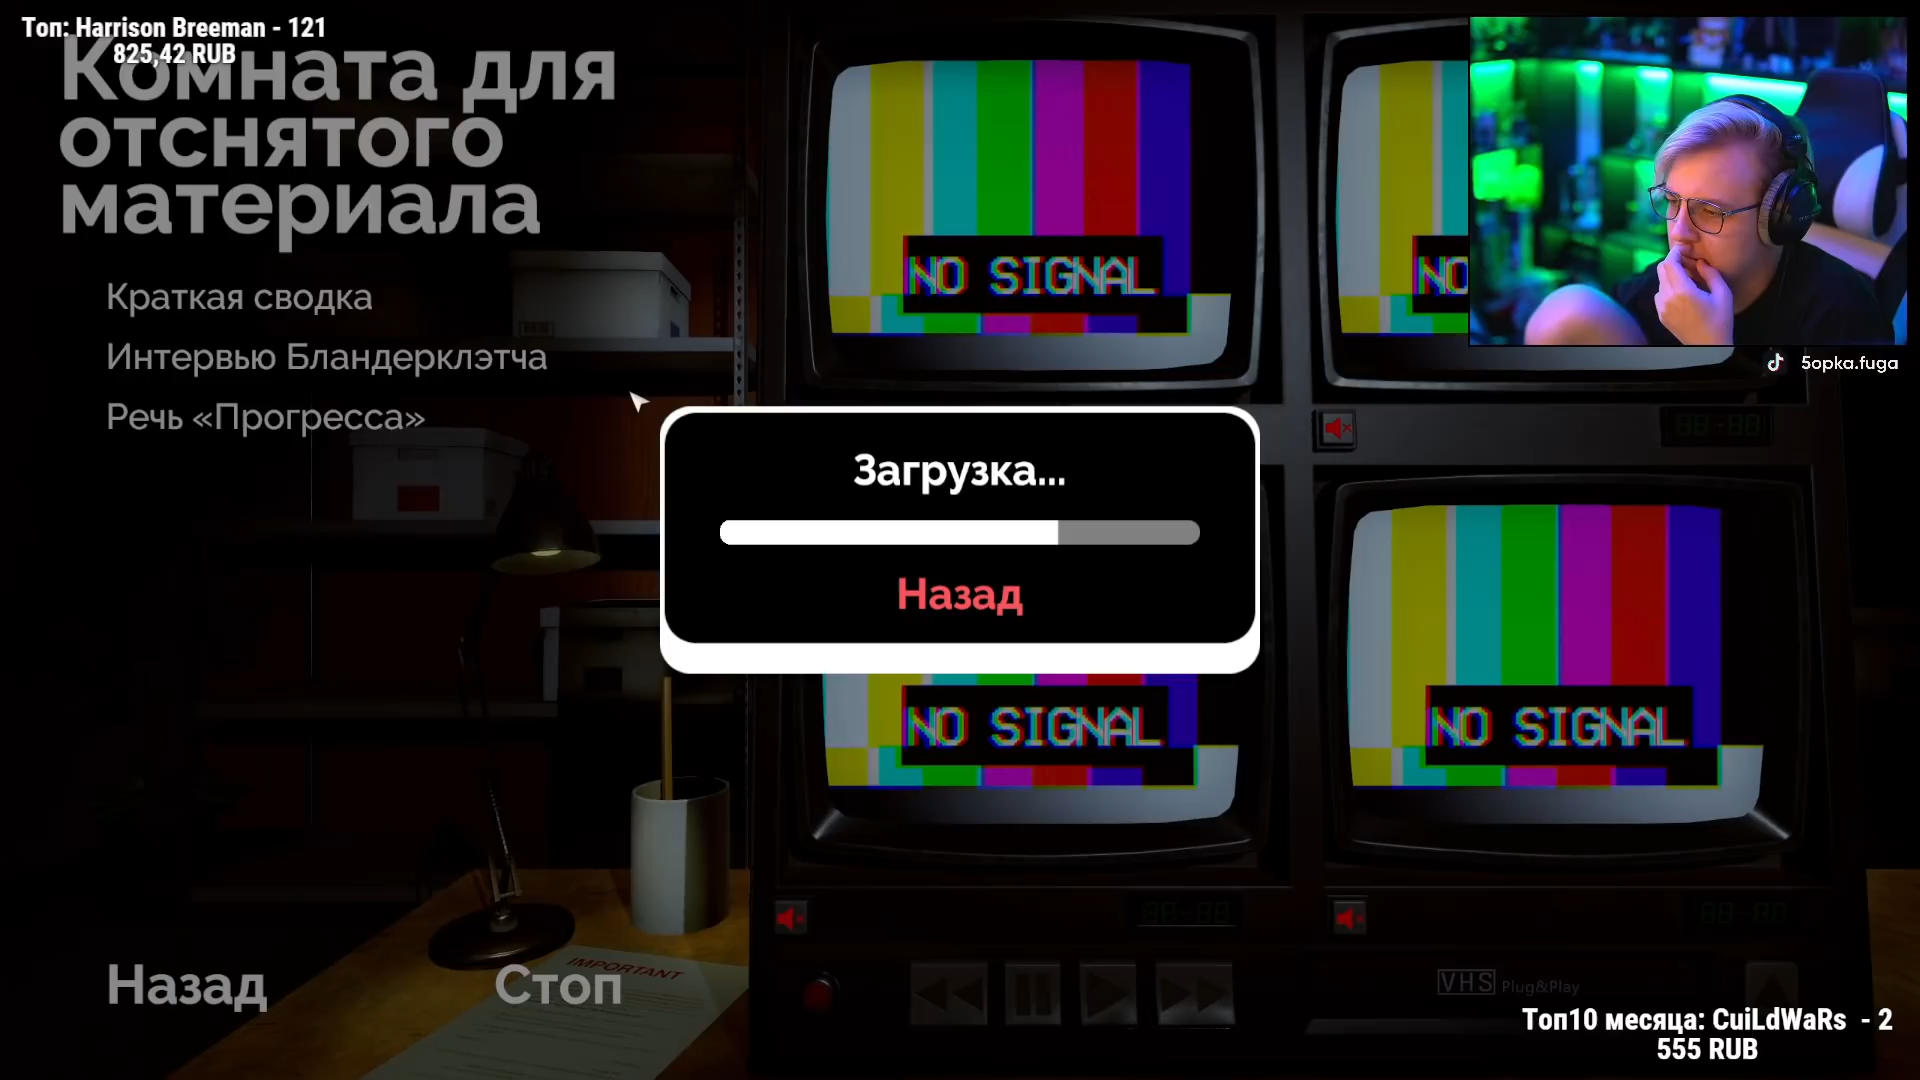 Топ: Harrison Breeman - 121
825,42 RUB
Комната для
отснятого
материала
Краткая сводка
Интервью Бландерклэтча
Речь «Прогресса»
NO SIGNAL
NO
5opka.fuga
Загрузка...
Назад
NO SIGNAL
NO SIGNAL
IMPORTANT
Назад
Стоп
VHS Plug&Play
Топ10 месяца: CuiLdWaRs - 2
555 RUB